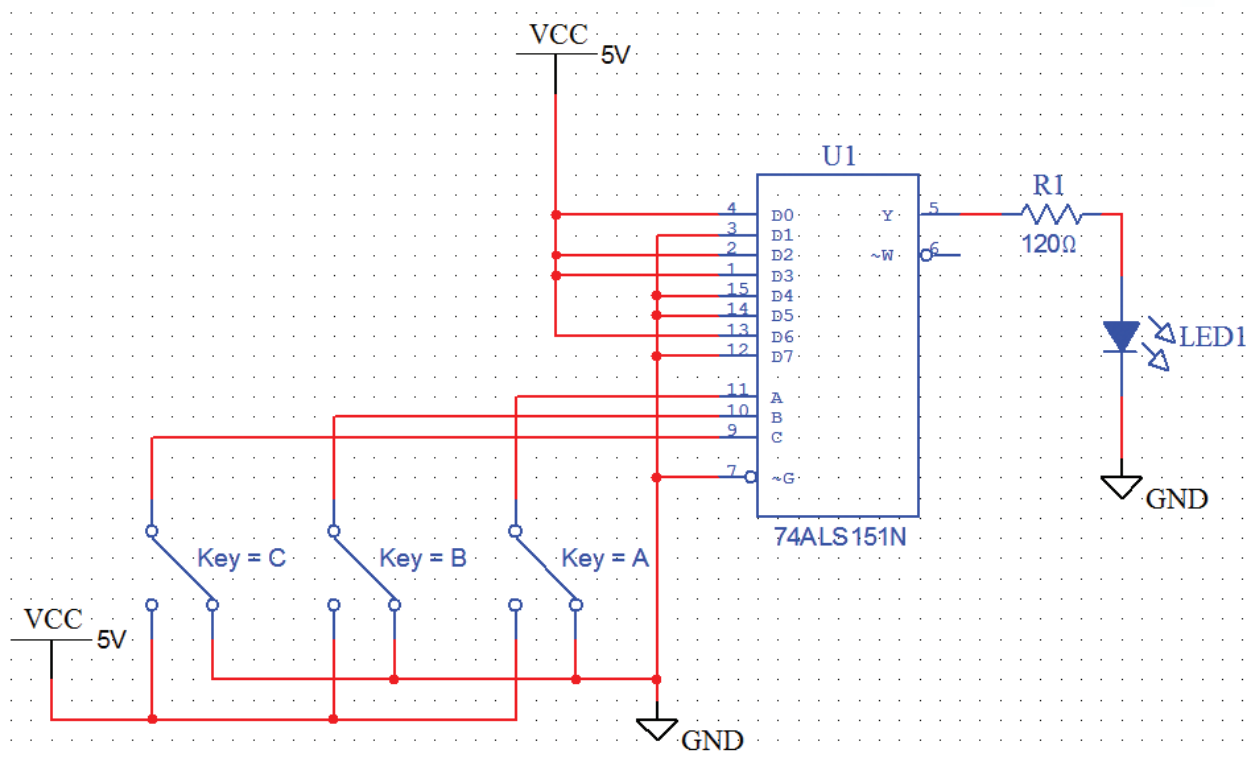 VCC
5V
U1
4 D0
3 D1
2 D2
1 D3
15 D4
14 D5
13 D6
12 D7
11 A
10 B
9 C
7 ~G
Y 5
~W 6
74ALS151N
R1
120Ω
LED1
GND
Key = C
Key = B
Key = A
VCC
5V
GND